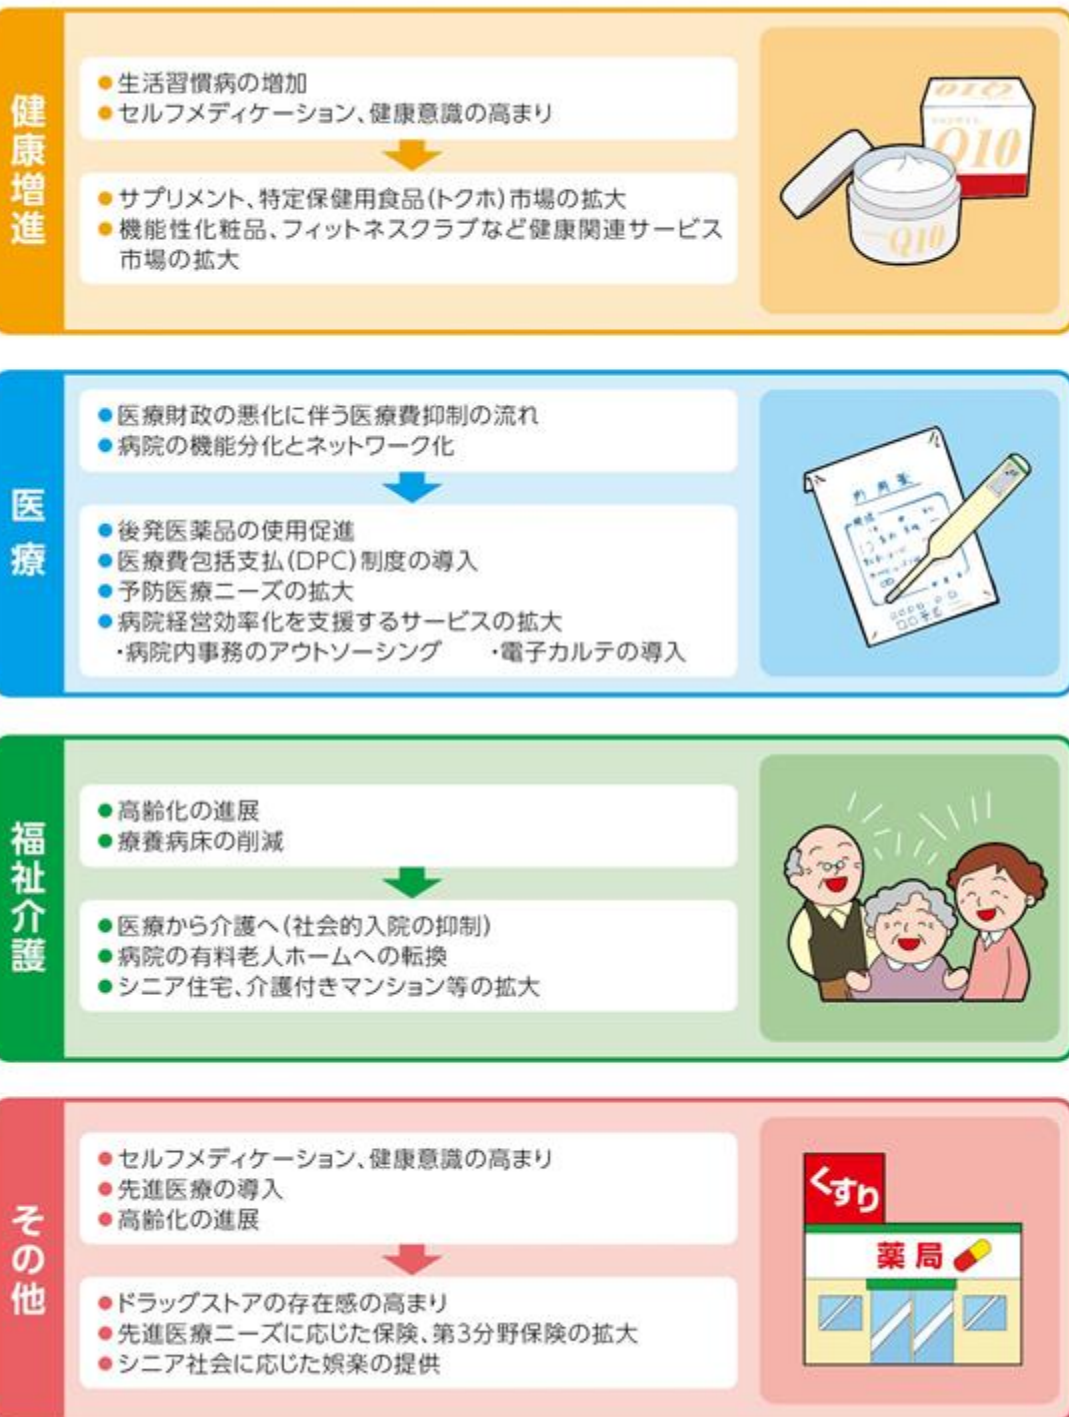 健康増進
●生活習慣病の増加
●セルフメディケーション、健康意識の高まり
●サプリメント、特定保健用食品(トクホ)市場の拡大
●機能性化粧品、フィットネスクラブなど健康関連サービス
市場の拡大
Q10
Q10
医療
●医療財政の悪化に伴う医療費抑制の流れ
●病院の機能分化とネットワーク化
●後発医薬品の使用促進
●医療費包括支払(DPC)制度の導入
●予防医療ニーズの拡大
●病院経営効率化を支援するサービスの拡大
・病院内事務のアウトソーシング ・電子カルテの導入
内用薬
福祉介護
●高齢化の進展
●療養病床の削減
●医療から介護へ(社会的入院の抑制)
●病院の有料老人ホームへの転換
●シニア住宅、介護付きマンション等の拡大
その他
●セルフメディケーション、健康意識の高まり
●先進医療の導入
●高齢化の進展
●ドラッグストアの存在感の高まり
●先進医療ニーズに応じた保険、第3分野保険の拡大
●シニア社会に応じた娯楽の提供
くすり
薬局